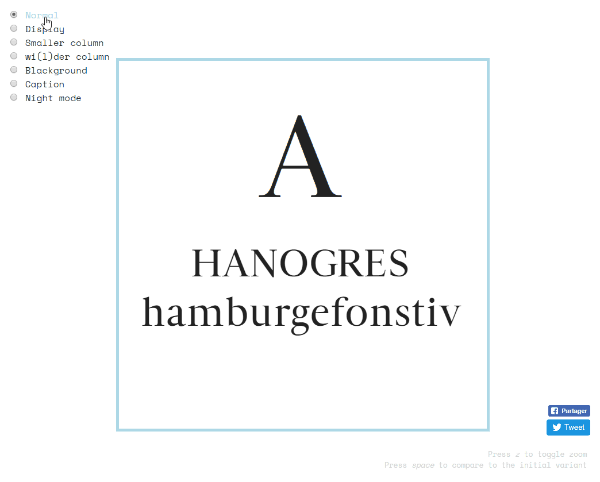 Normal
Display
Smaller column
wi(l)der column
Blackground
Caption
Night mode
A
HANOGRES
hamburgefonstiv
Partager
Tweet
Press z to toggle zoom
Press space to compare to the initial variant